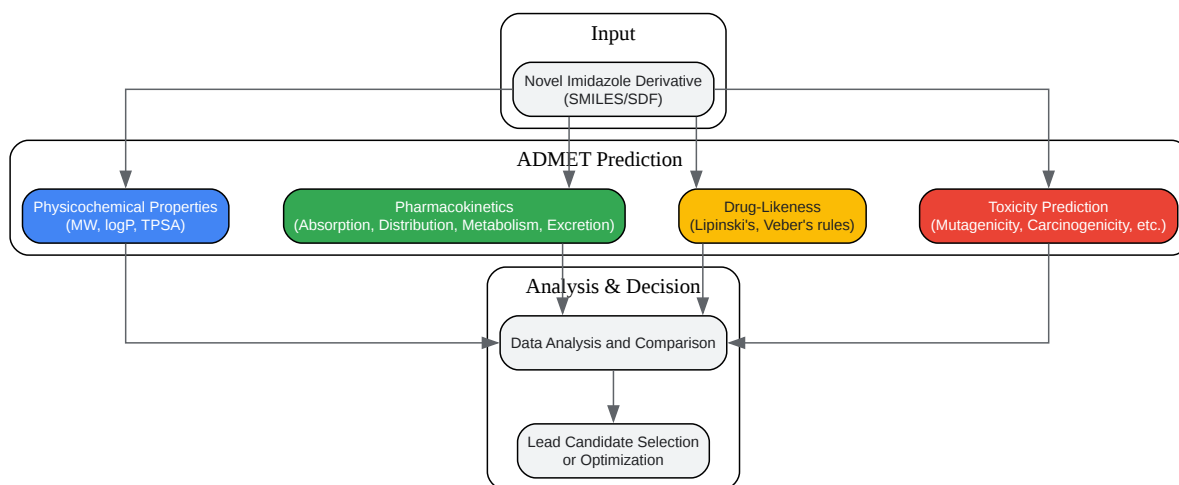 Input
Novel Imidazole Derivative
(SMILES/SDF)
ADMET Prediction
Physicochemical Properties
(MW, logP, TPSA)
Pharmacokinetics
(Absorption, Distribution, Metabolism, Excretion)
Drug-Likeness
(Lipinski's, Veber's rules)
Toxicity Prediction
(Mutagenicity, Carcinogenicity, etc.)
Analysis & Decision
Data Analysis and Comparison
Lead Candidate Selection
or Optimization